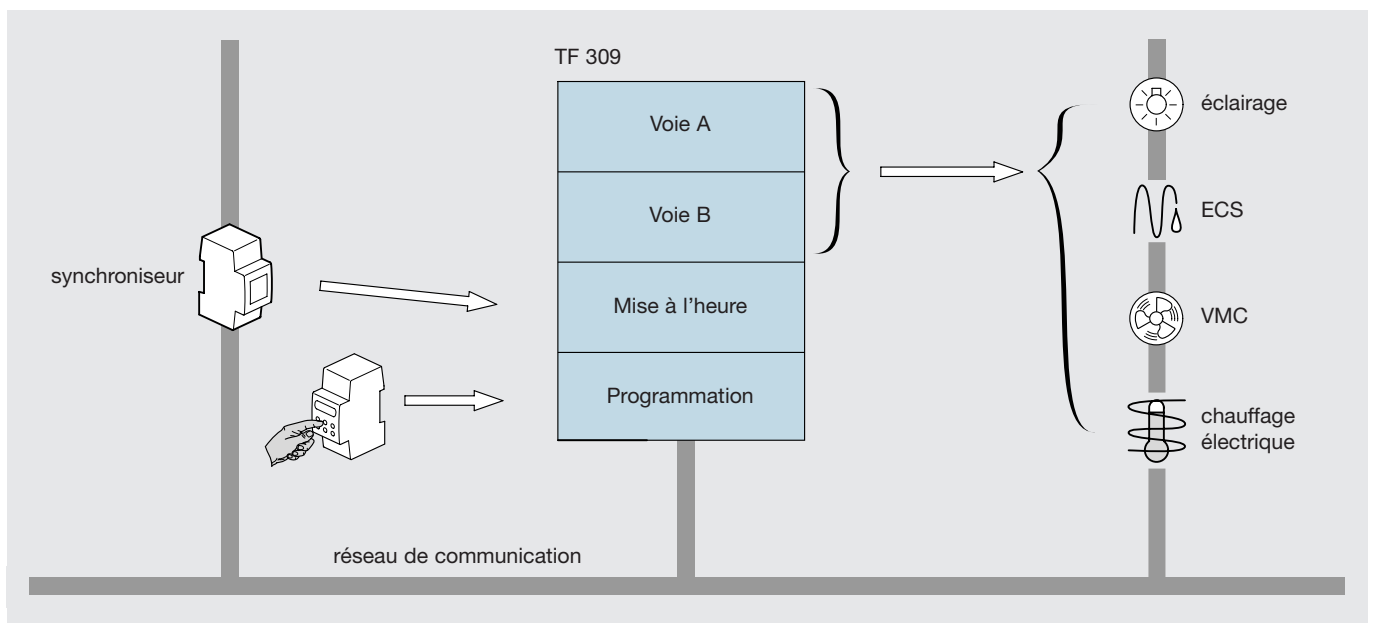 TF 309
Voie A
Voie B
Mise à l’heure
Programmation
synchroniseur
réseau de communication
éclairage
ECS
VMC
chauffage
électrique